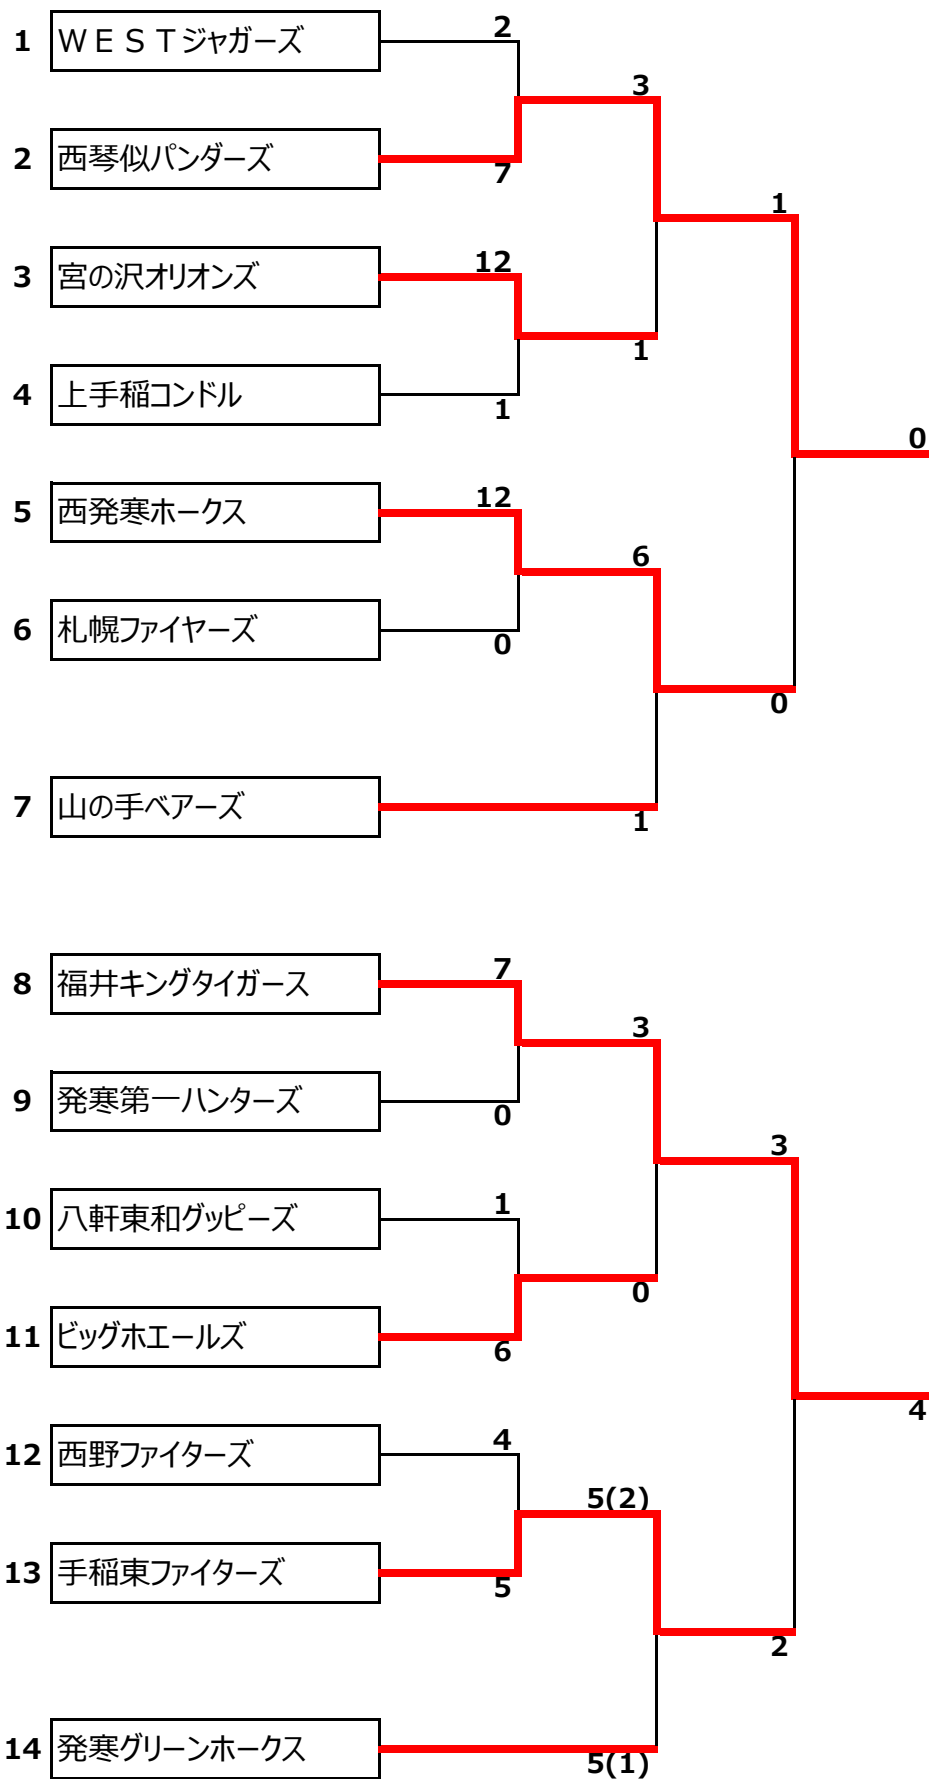 2
1 ＷＥＳＴジャガーズ
3
2 西琴似パンダーズ
7
1
12
3 宮の沢オリオンズ
1
4 上手稲コンドル
1
0
12
5 西発寒ホークス
6
6 札幌ファイヤーズ
0
0
7 山の手ベアーズ
1
7
8 福井キングタイガース
3
9 発寒第一ハンターズ
0
3
1
10 八軒東和グッピーズ
0
11 ビッグホエールズ
6
4
4
12 西野ファイターズ
5(2)
13 手稲東ファイターズ
5
2
14 発寒グリーンホークス
5(1)